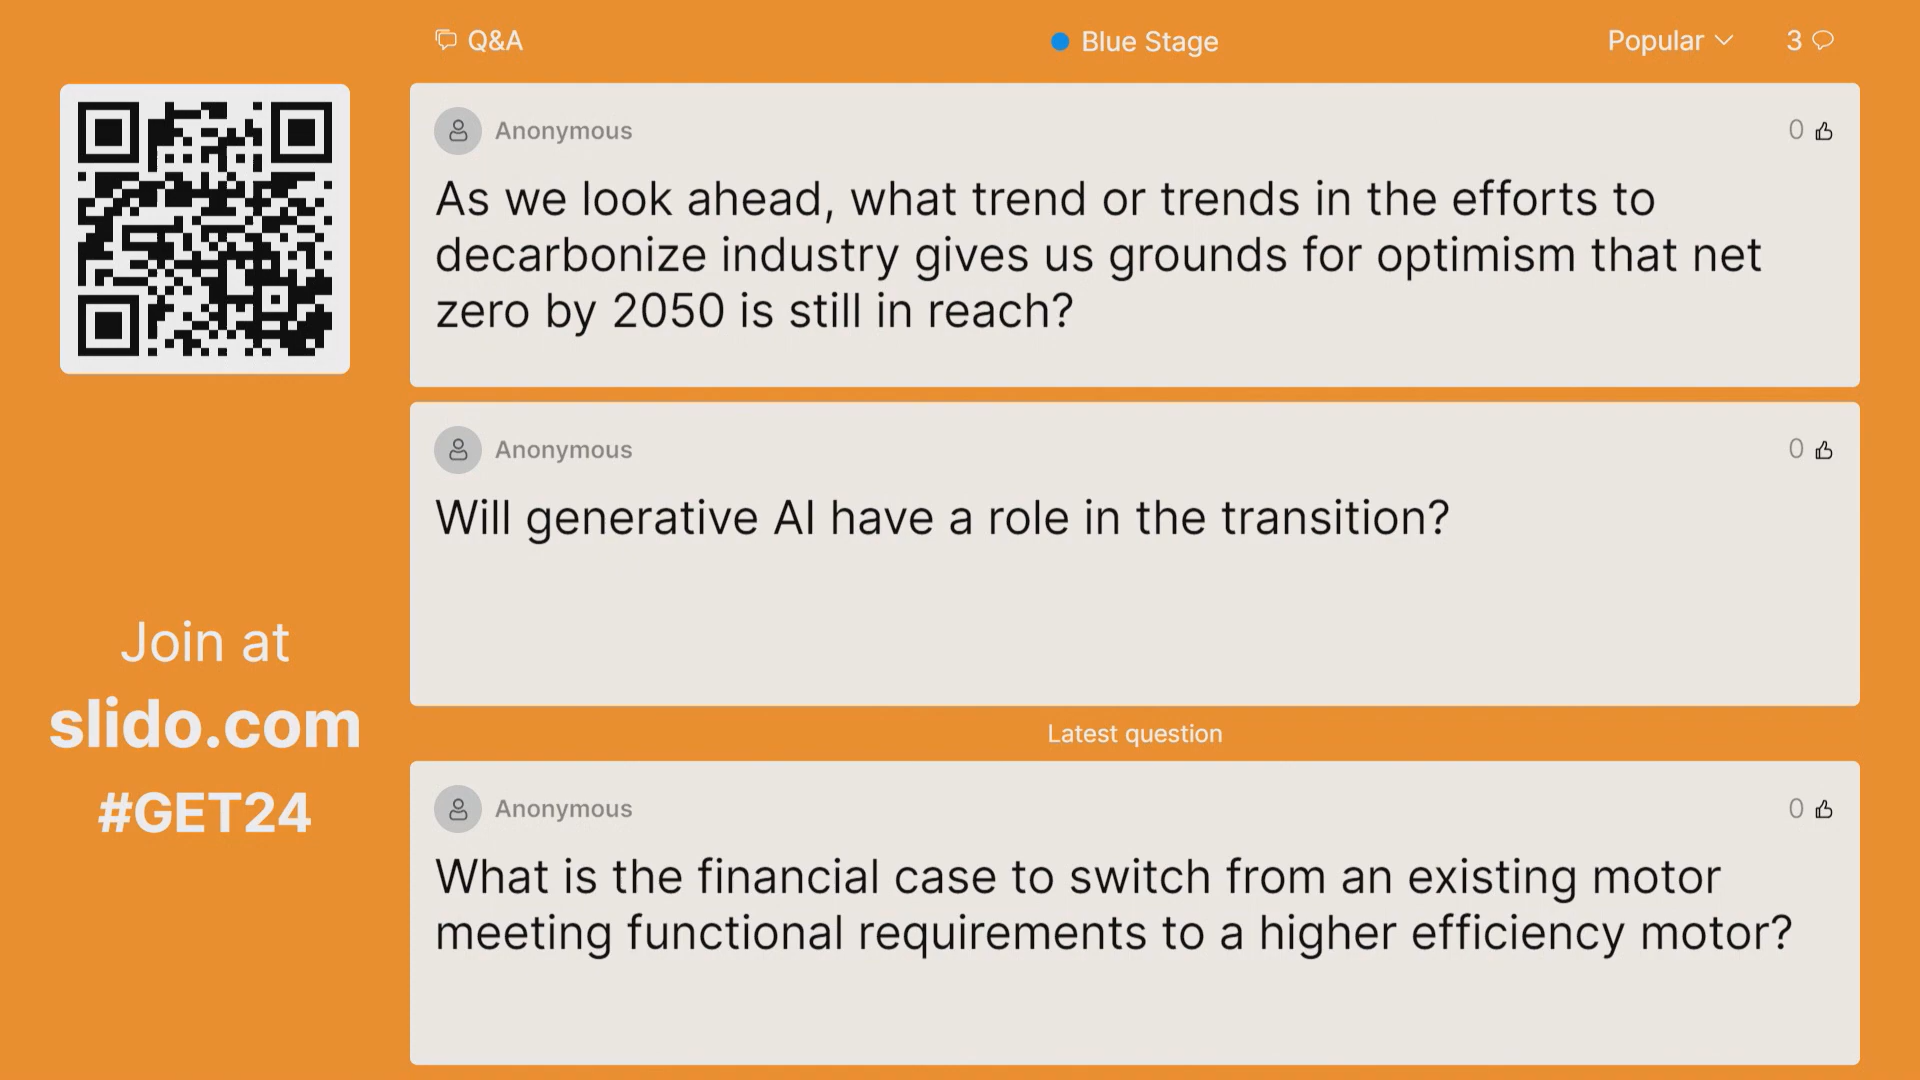 Q&A
Blue Stage
Popular
3
Anonymous
0
As we look ahead, what trend or trends in the efforts to
decarbonize industry gives us grounds for optimism that net
zero by 2050 is still in reach?
Anonymous
0
Will generative AI have a role in the transition?
Join at
slido.com
#GET24
Latest question
Anonymous
0
What is the financial case to switch from an existing motor
meeting functional requirements to a higher efficiency motor?